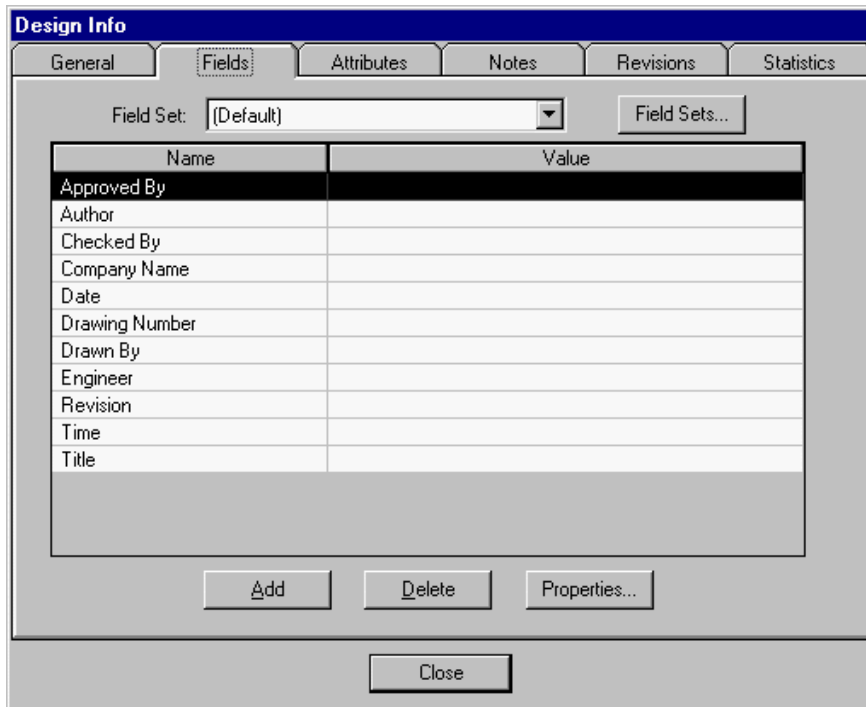 Design Info
General Fields Attributes Notes Revisions Statistics
Field Set: (Default) Field Sets...
Name Value
Approved By
Author
Checked By
Company Name
Date
Drawing Number
Drawn By
Engineer
Revision
Time
Title
Add Delete Properties...
Close